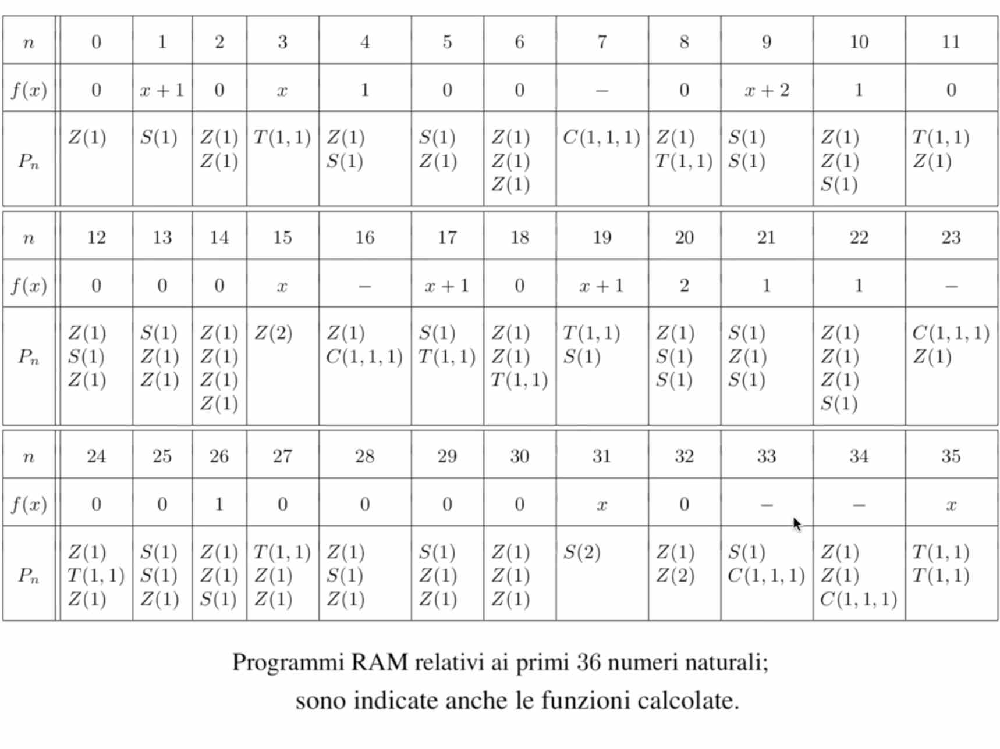 n 0 1 2 3 4 5 6 7 8 9 10 11
f(x) 0 x + 1 0 x 1 0 0 − 0 x + 2 1 0
Z(1) S(1) Z(1) T(1, 1) Z(1) S(1) Z(1) C(1, 1, 1) Z(1) S(1) Z(1) T(1, 1)
Pn Z(1) S(1) Z(1) Z(1) T(1, 1) S(1) Z(1) Z(1)
Z(1) S(1)
n 12 13 14 15 16 17 18 19 20 21 22 23
f(x) 0 0 0 x − x + 1 0 x + 1 2 1 1 −
Z(1) S(1) Z(1) Z(2) Z(1) S(1) Z(1) T(1, 1) Z(1) S(1) Z(1) C(1, 1, 1)
Pn S(1) Z(1) Z(1) C(1, 1, 1) T(1, 1) Z(1) S(1) S(1) Z(1) Z(1) Z(1)
Z(1) Z(1) Z(1) T(1, 1) S(1) S(1) Z(1)
Z(1) S(1)
n 24 25 26 27 28 29 30 31 32 33 34 35
f(x) 0 0 1 0 0 0 0 x 0 − − x
Z(1) S(1) Z(1) T(1, 1) Z(1) S(1) Z(1) S(2) Z(1) S(1) Z(1) T(1, 1)
Pn T(1, 1) S(1) Z(1) Z(1) S(1) Z(1) Z(1) Z(2) C(1, 1, 1) Z(1) T(1, 1)
Z(1) Z(1) S(1) Z(1) Z(1) Z(1) Z(1) C(1, 1, 1)
Programmi RAM relativi ai primi 36 numeri naturali;
sono indicate anche le funzioni calcolate.